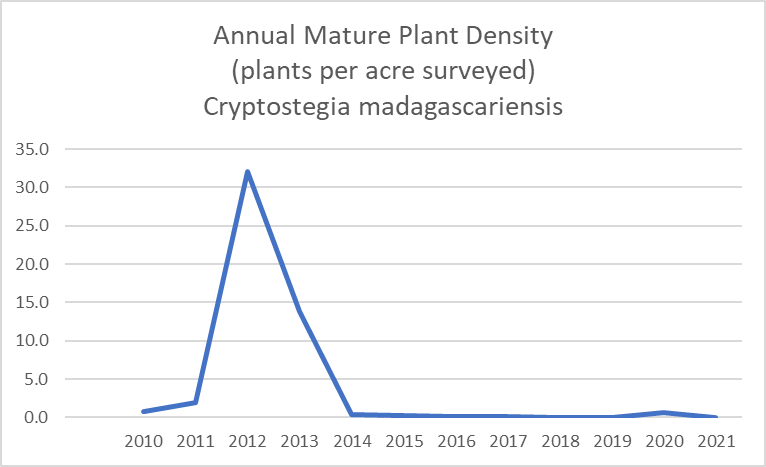 Annual Mature Plant Density
(plants per acre surveyed)
Cryptostegia madagascariensis
35.0
30.0
25.0
20.0
15.0
10.0
5.0
0.0
2010 2011 2012 2013 2014 2015 2016 2017 2018 2019 2020 2021